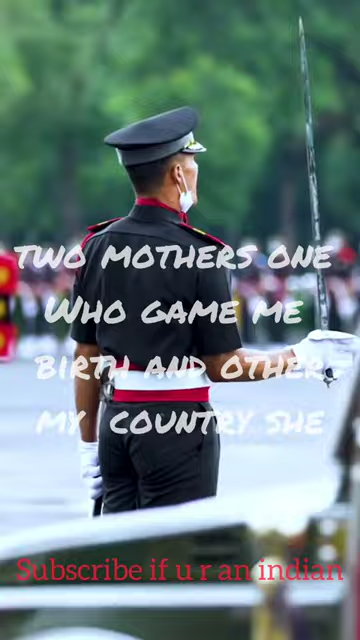 TWO MOTHERS ONE
WHO GAME ME
BIRTH AND OTHER
MY COUNTRY SHE
Subscribe if u r an indian